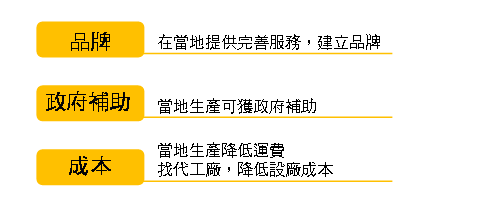 品牌
在當地提供完善服務，建立品牌
政府補助
當地生產可獲政府補助
成本
當地生產降低運費
找代工廠，降低設廠成本